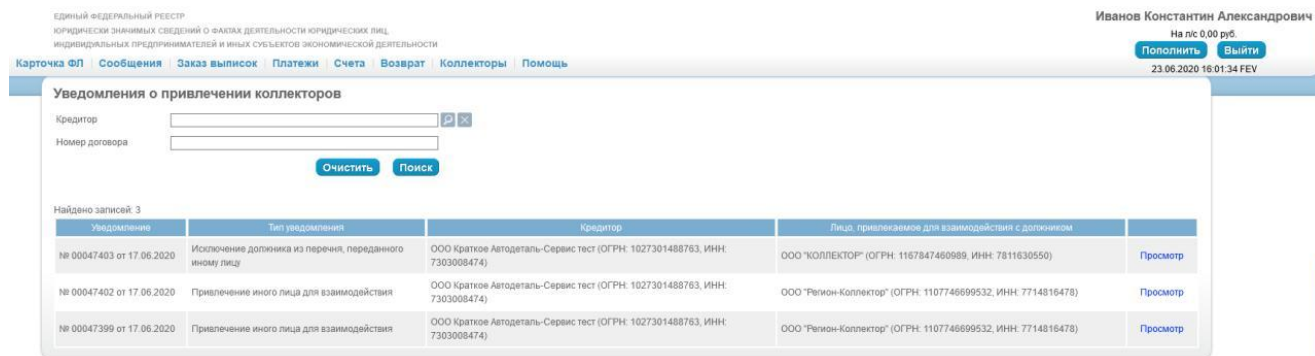 ЕДИНЫЙ ФЕДЕРАЛЬНЫЙ РЕЕСТР
ЮРИДИЧЕСКИ ЗНАЧИМЫХ СВЕДЕНИЙ О ФАКТАХ ДЕЯТЕЛЬНОСТИ ЮРИДИЧЕСКИХ ЛИЦ,
ИНДИВИДУАЛЬНЫХ ПРЕДПРИНИМАТЕЛЕЙ И ИНЫХ СУБЪЕКТОВ ЭКОНОМИЧЕСКОЙ ДЕЯТЕЛЬНОСТИ
Иванов Константин Александрович
На л/с 0,00 руб.
Пополнить Выйти
23.06.2020 16:01:34 FEV
Карточка ФЛ Сообщения Заказ выписок Платежи Счета Возврат Коллекторы Помощь
Уведомления о привлечении коллекторов
Кредитор
Номер договора
Очистить Поиск
Найдено записей: 3
Уведомление Тип уведомления Кредитор Лицо, привлекаемое для взаимодействия с должником
№ 00047403 от 17.06.2020 Исключение должника из перечня, переданного ООО Краткое Автодеталь-Сервис тест (ОГРН: 1027301488763, ИНН: ООО "КОЛЛЕКТОР" (ОГРН: 1167847460989, ИНН: 7811630550) Просмотр
иному лицу 7303008474)
№ 00047402 от 17.06.2020 Привлечение иного лица для взаимодействия ООО Краткое Автодеталь-Сервис тест (ОГРН: 1027301488763, ИНН: ООО "Регион-Коллектор" (ОГРН: 1107746699532, ИНН: 7714816478) Просмотр
7303008474)
№ 00047399 от 17.06.2020 Привлечение иного лица для взаимодействия ООО Краткое Автодеталь-Сервис тест (ОГРН: 1027301488763, ИНН: ООО "Регион-Коллектор" (ОГРН: 1107746699532, ИНН: 7714816478) Просмотр
7303008474)